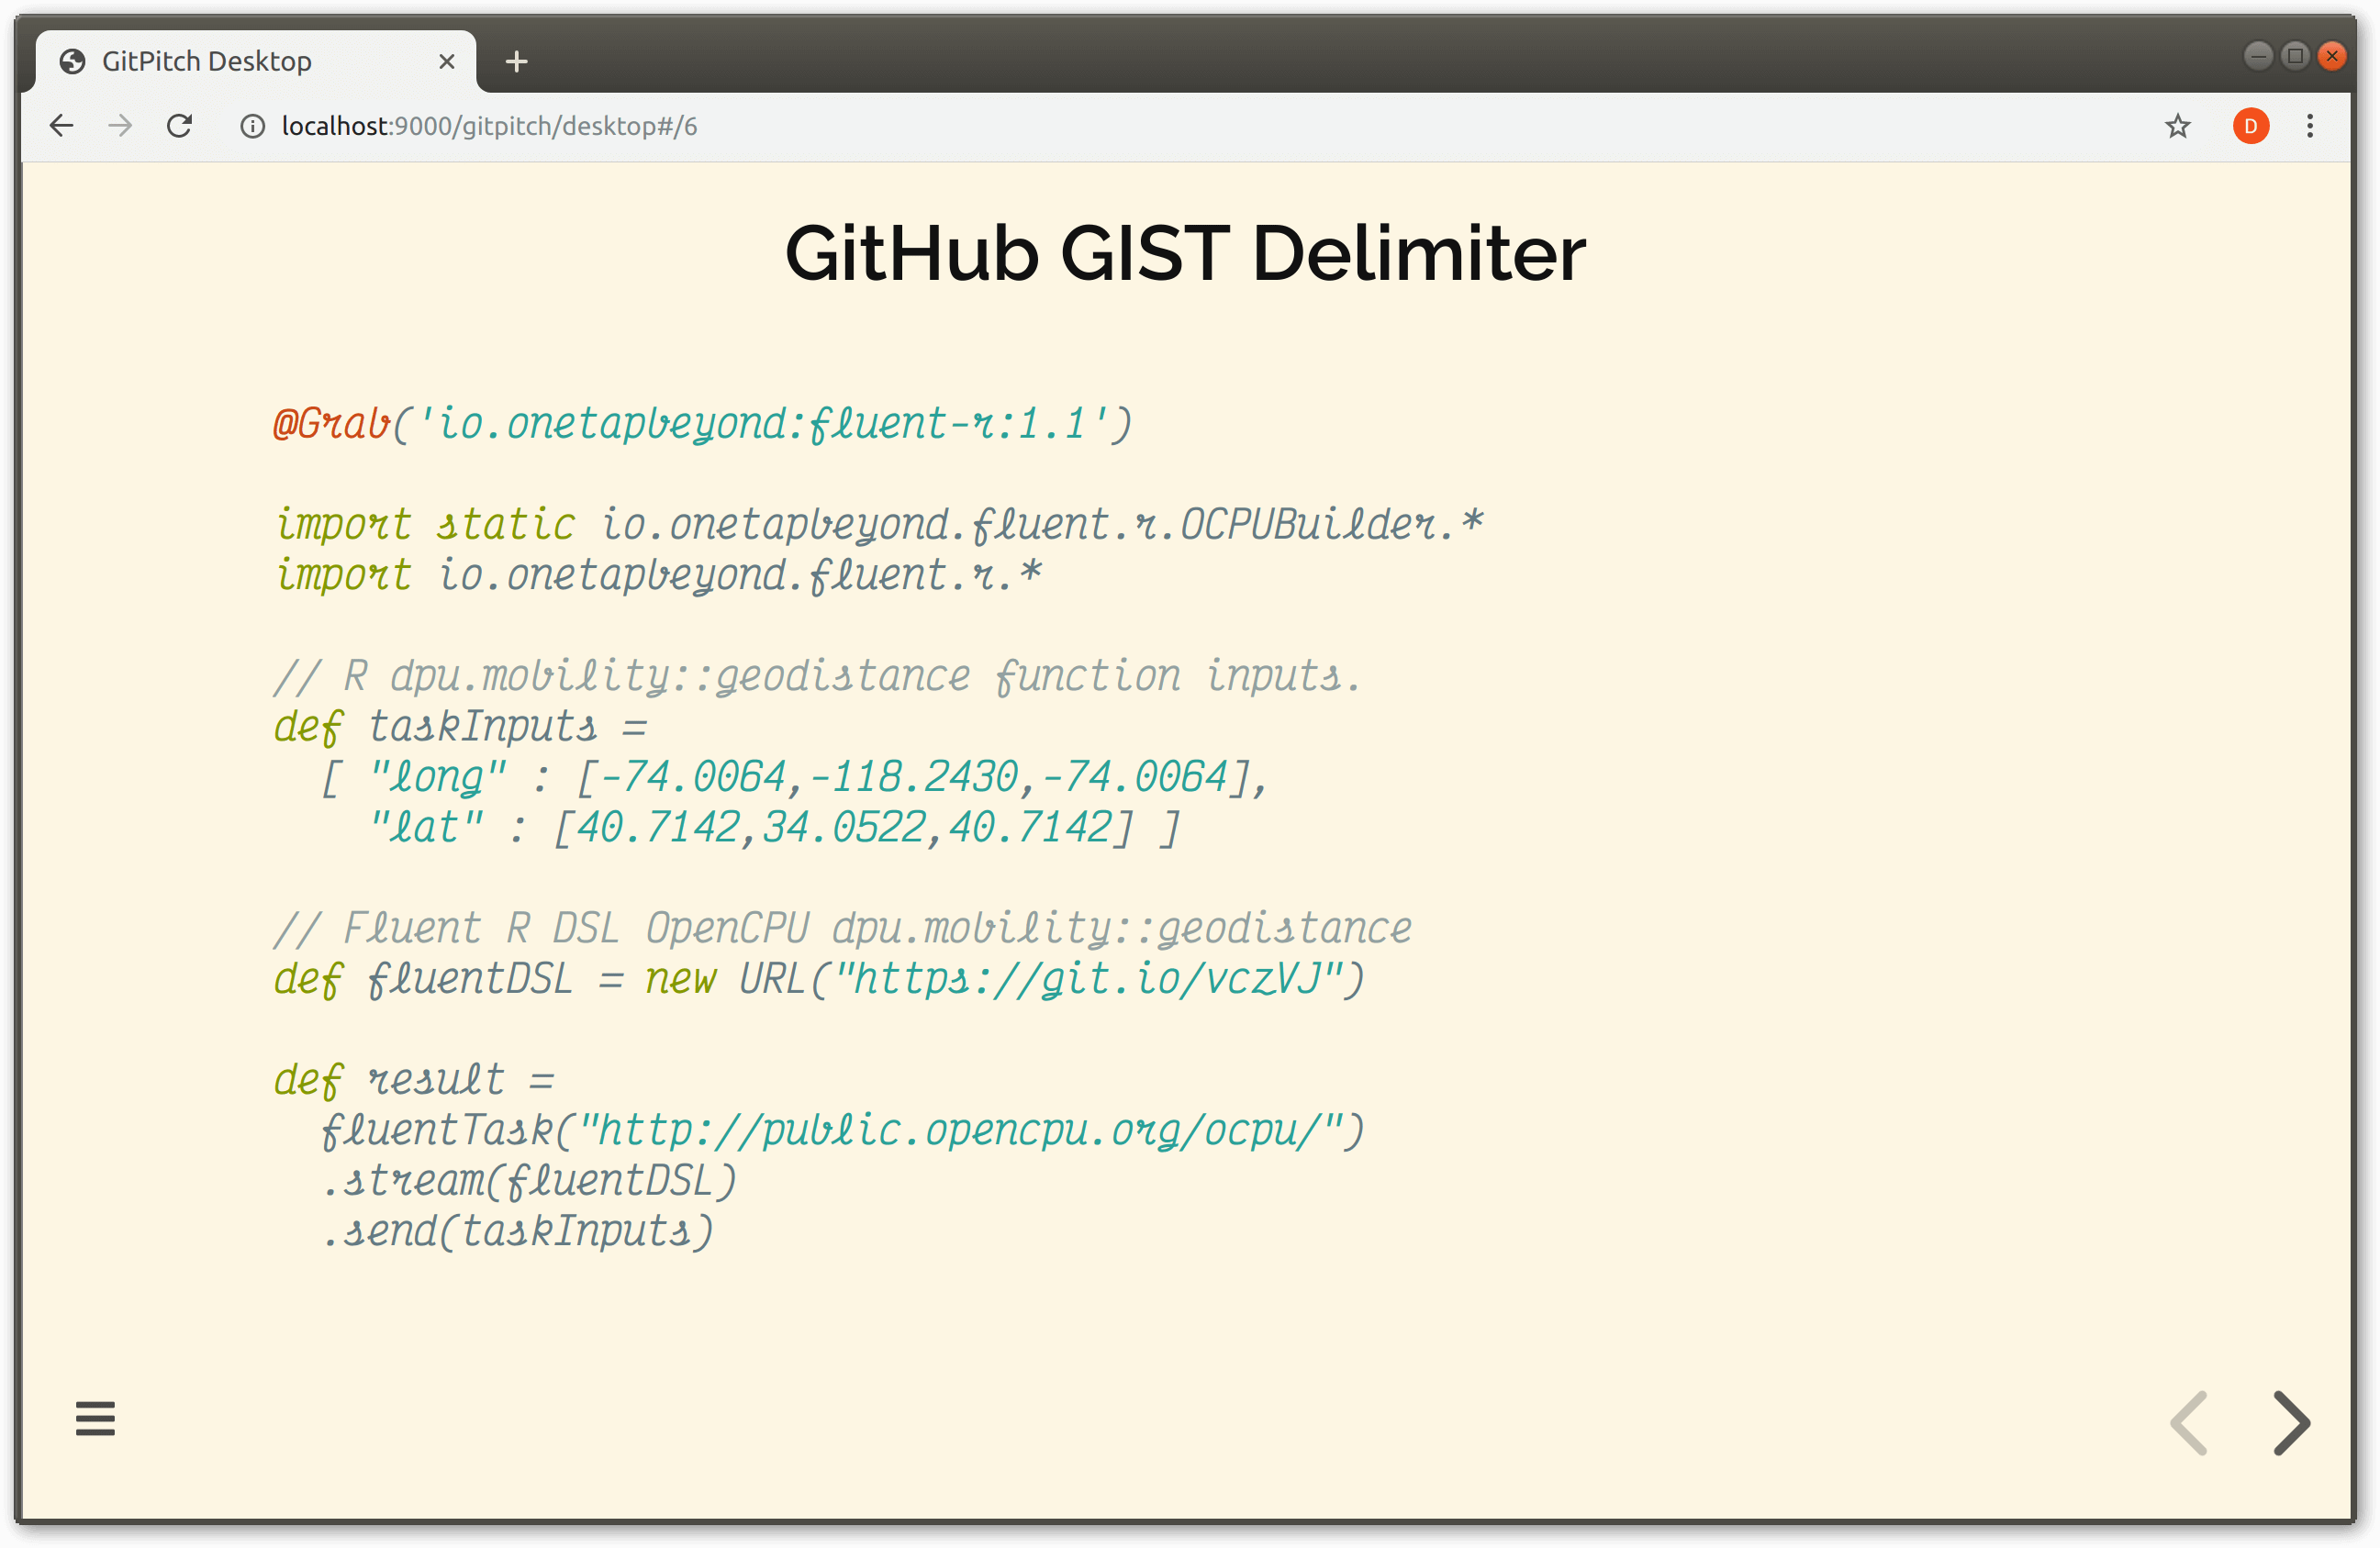 GitPitch Desktop
localhost:9000/gitpitch/desktop#/6
D
GitHub GIST Delimiter
@Grab('io.onetapbeyond:fluent-r:1.1')
import static io.onetapbeyond.fluent.r.OCPUBuilder.*
import io.onetapbeyond.fluent.r.*
// R dpu.mobility::geodistance function inputs.
def taskInputs =
[ "long" : [-74.0064,-118.2430,-74.0064],
"lat" : [40.7142,34.0522,40.7142] ]
// Fluent R DSL OpenCPU dpu.mobility::geodistance
def fluentDSL = new URL("https://git.io/vczVJ")
def result =
fluentTask("http://public.opencpu.org/ocpu/")
.stream(fluentDSL)
.send(taskInputs)